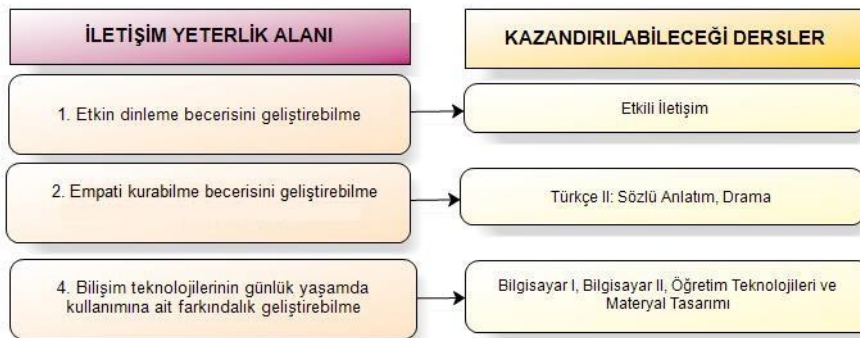 İLETİŞİM YETERLİK ALANI
KAZANDIRILABİLECEĞİ DERSLER
1. Etkin dinleme becerisini geliştirebilme
Etkili İletişim
2. Empati kurabilme becerisini geliştirebilme
Türkçe II: Sözlü Anlatım, Drama
4. Bilişim teknolojilerinin günlük yaşamda
kullanımına ait farkındalık geliştirebilme
Bilgisayar I, Bilgisayar II, Öğretim Teknolojileri ve
Materyal Tasarımı